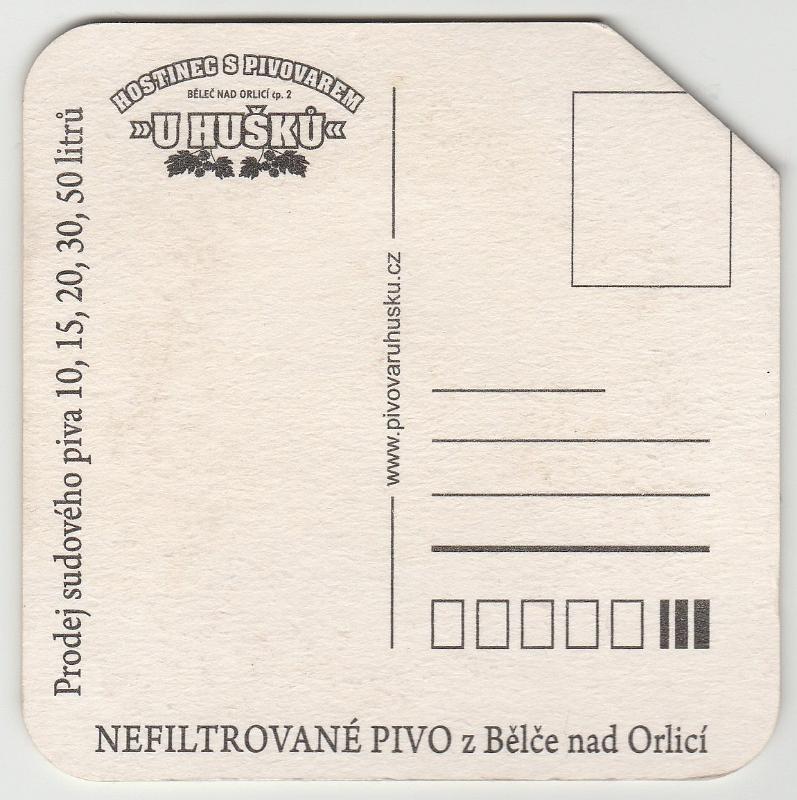 HOSTINEC S PIVOVAREM
BĚLEČ NAD ORLICÍ čp. 2
»U HUŠKŮ«
Prodej sudového piva 10, 15, 20, 30, 50 litrů
www.pivovaruhusku.cz
NEFILTROVANÉ PIVO z Bělče nad Orlicí